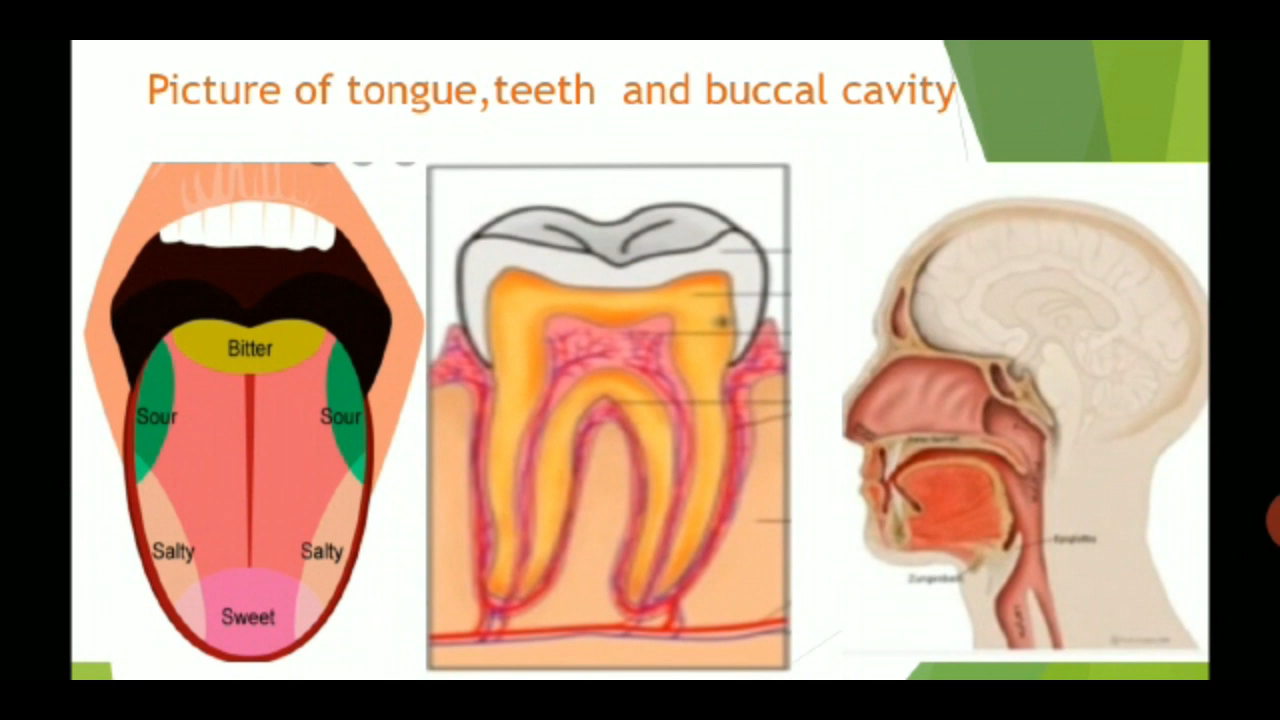 Picture of tongue,teeth and buccal cavity
Bitter
Sour Sour
Salty Salty
Sweet
Epiglottis